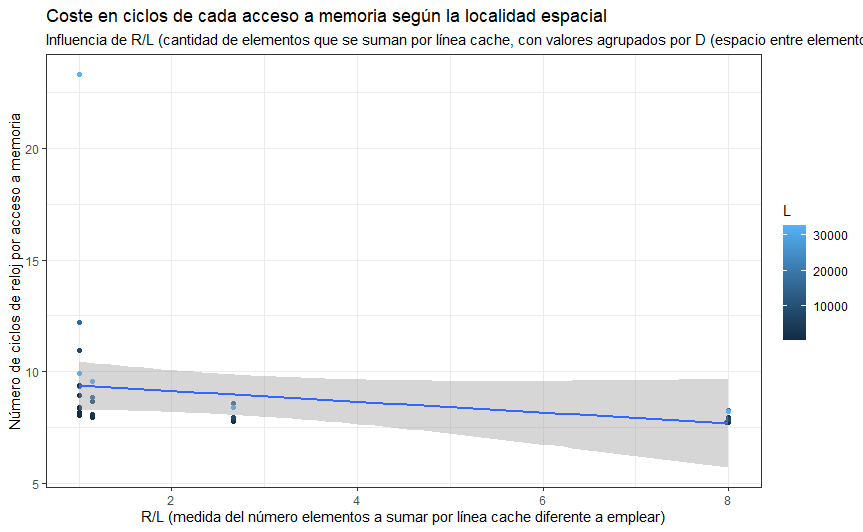 Coste en ciclos de cada acceso a memoria según la localidad espacial
Influencia de R/L (cantidad de elementos que se suman por línea cache, con valores agrupados por D (espacio entre elemento
Número de ciclos de reloj por acceso a memoria
20
15
10
5
2
4
6
8
R/L (medida del número elementos a sumar por línea cache diferente a emplear)
L
30000
20000
10000